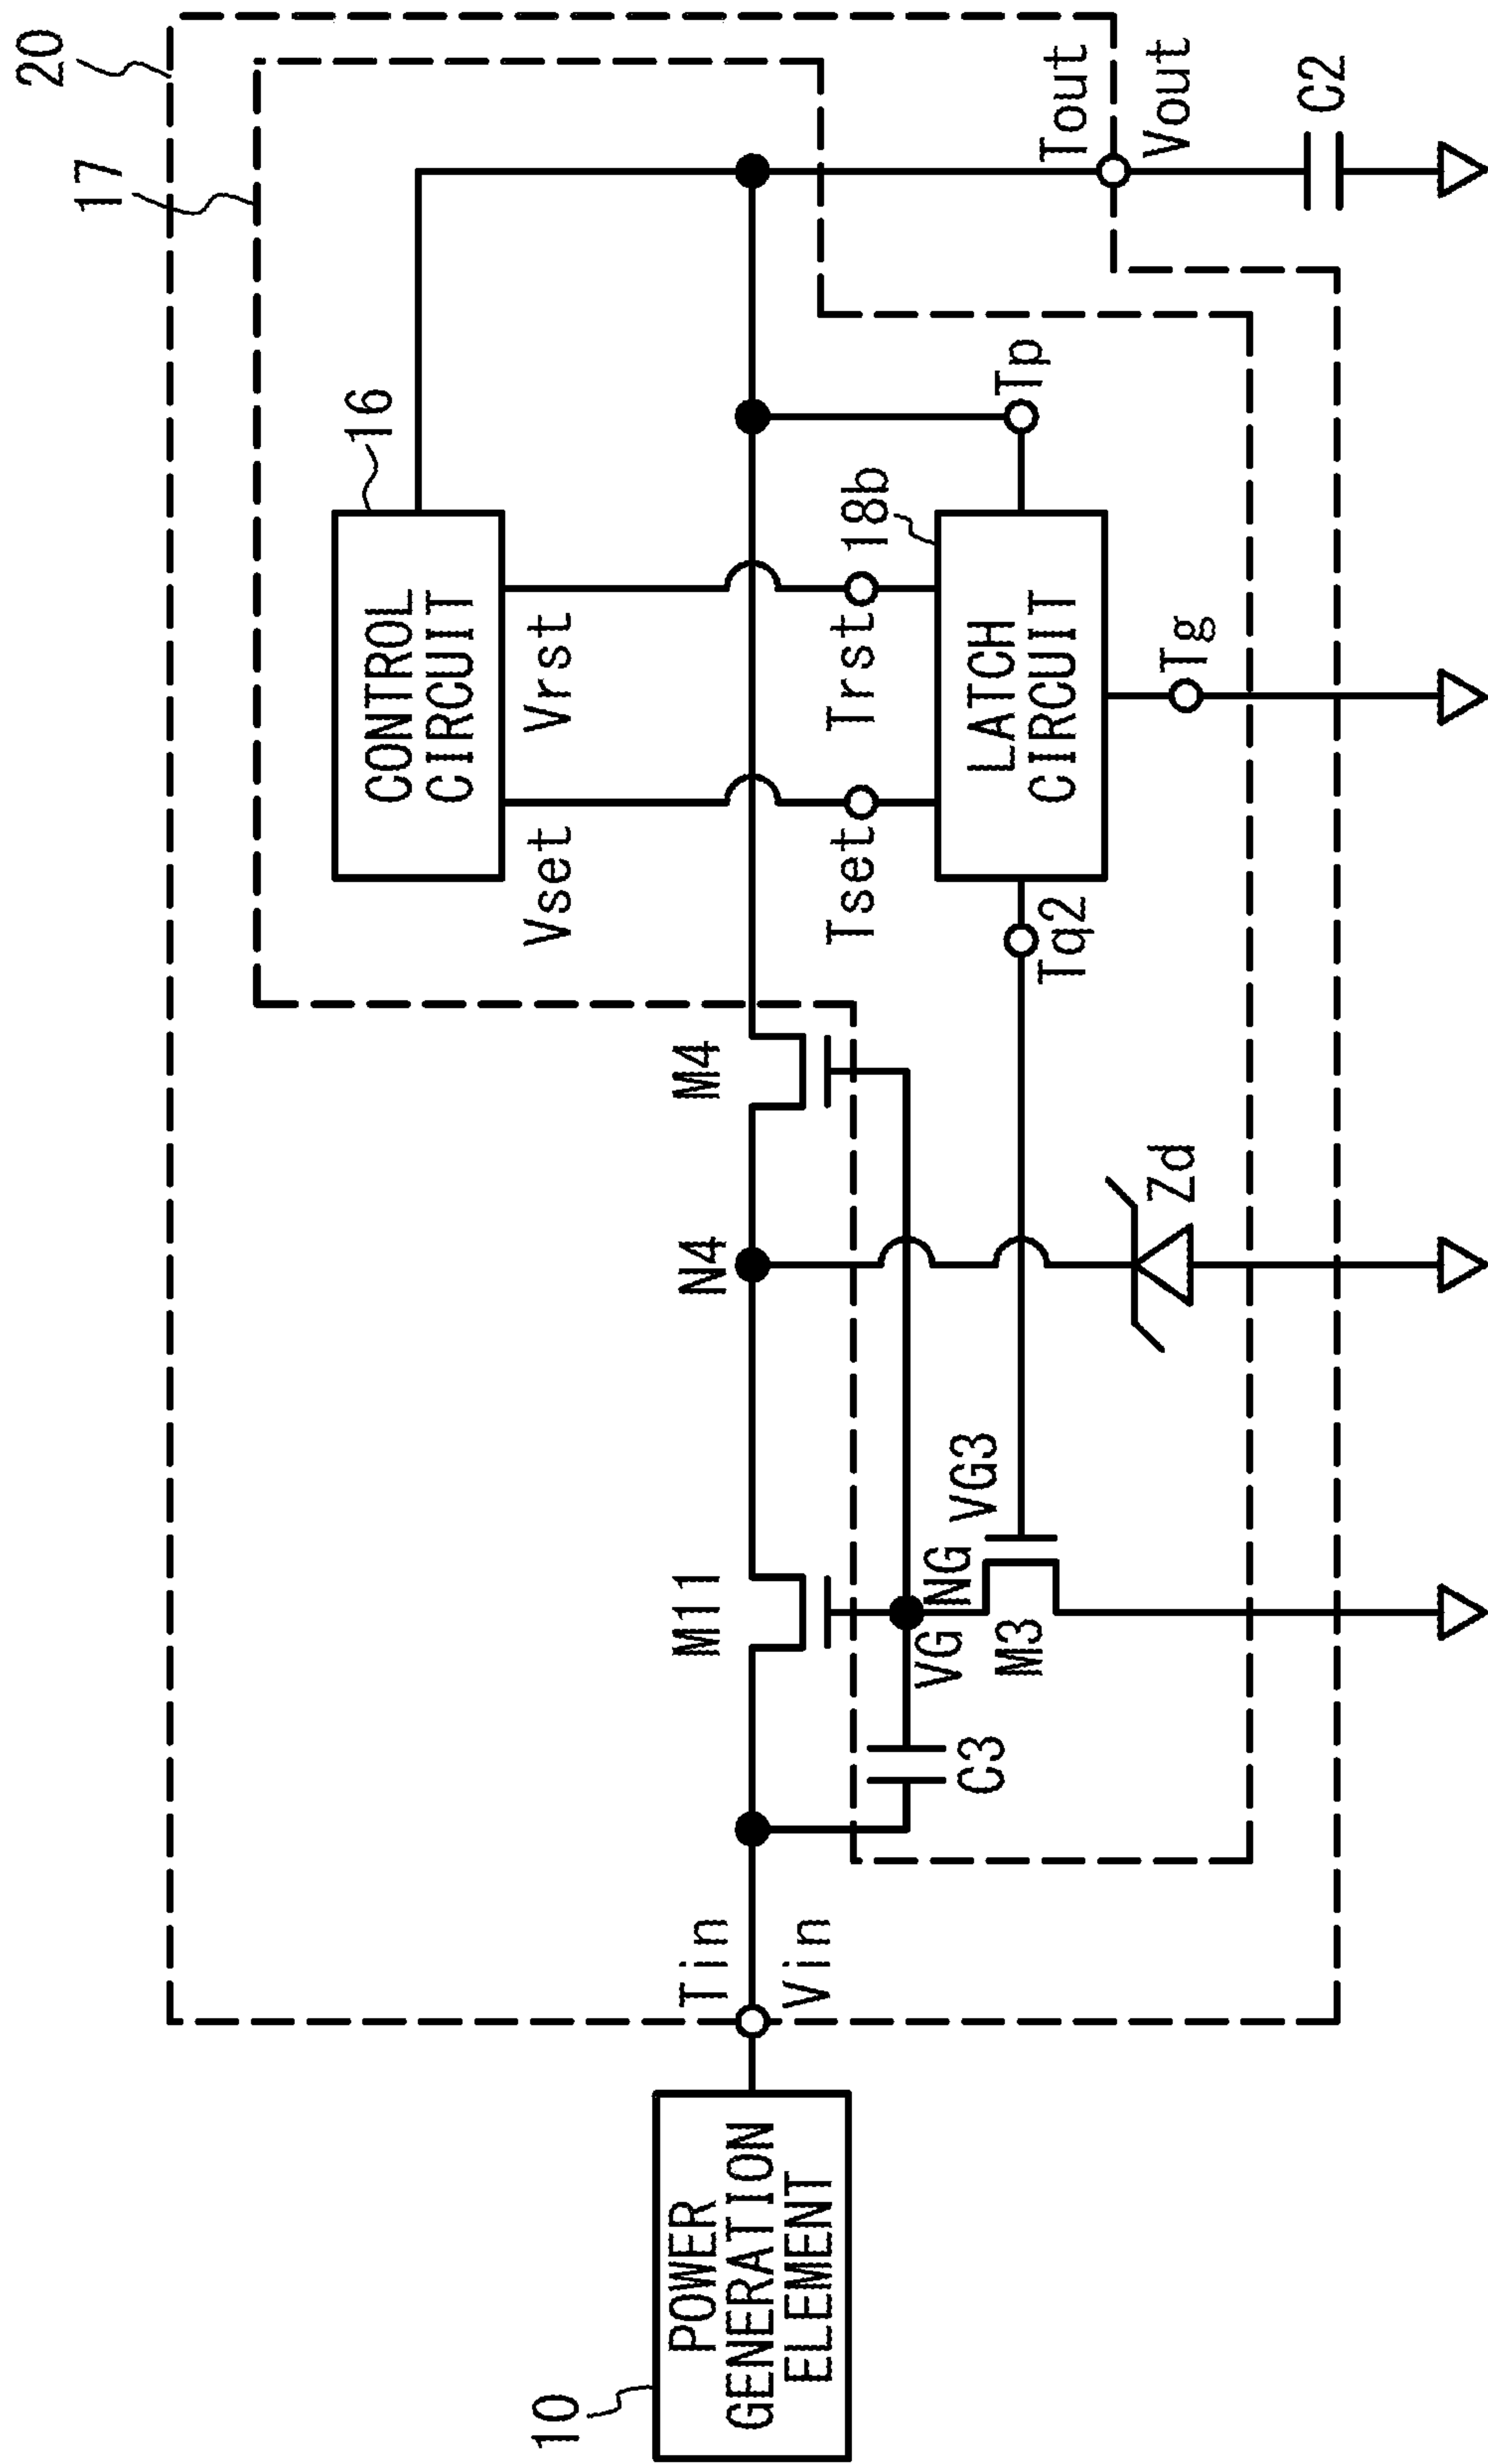 20
17
16
CONTROL
CIRCUIT
Vset
Vrst
Tout
Vout
C2
M11
N4
M4
Tset
Trst
18b
LATCH
CIRCUIT
Tp
Tg
Tq2
10
POWER
GENERATION
ELEMENT
Tin
Vin
C3
VG
NG
M3
VG3
Zd